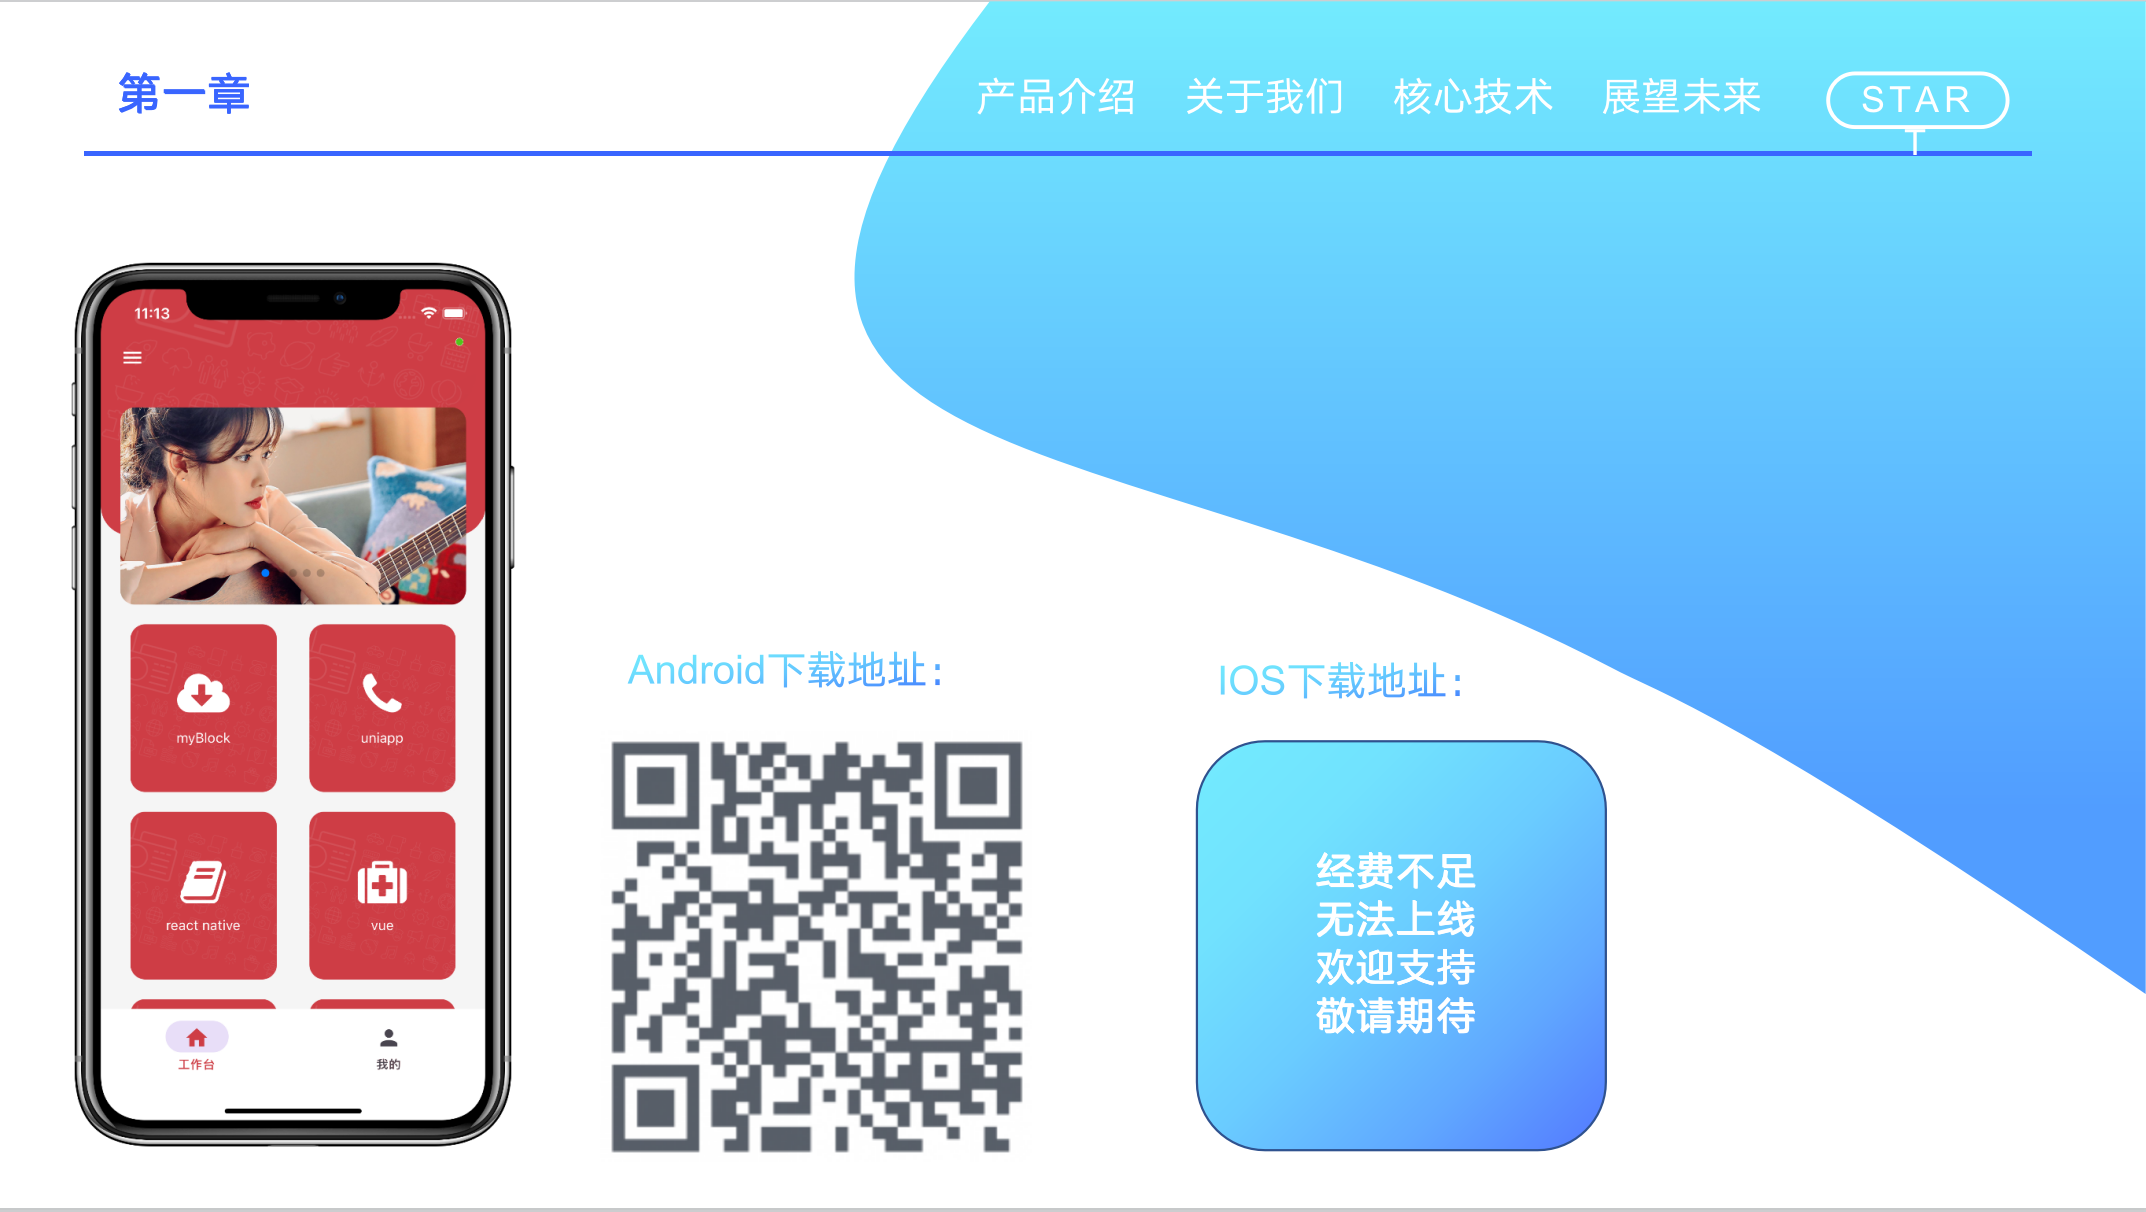 第一章
产品介绍 关于我们 核心技术 展望未来
STAR
T
11:13
myBlock
uniapp
react native
vue
工作台
我的
Android下载地址:
IOS下载地址:
经费不足
无法上线
欢迎支持
敬请期待